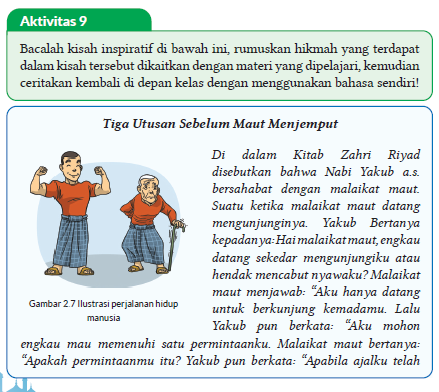 Aktivitas 9
Bacalah kisah inspiratif di bawah ini, rumuskan hikmah yang terdapat
dalam kisah tersebut dikaitkan dengan materi yang dipelajari, kemudian
ceritakan kembali di depan kelas dengan menggunakan bahasa sendiri!
Tiga Utusan Sebelum Maut Menjemput
Di dalam Kitab Zahri Riyad
disebutkan bahwa Nabi Yakub a.s.
bersahabat dengan malaikat maut.
Suatu ketika malaikat maut datang
mengunjunginya. Yakub Bertanya
kepadanya: Hai malaikat maut, engkau
datang sekedar mengunjungiku atau
hendak mencabut nyawaku? Malaikat
maut menjawab: “Aku hanya datang
untuk berkunjung kemadamu. Lalu
Yakub pun berkata: “Aku mohon
Gambar 2.7 Ilustrasi perjalanan hidup
manusia
engkau mau memenuhi satu permintaanku. Malaikat maut bertanya:
“Apakah permintaanmu itu? Yakub pun berkata: “Apabila ajalku telah